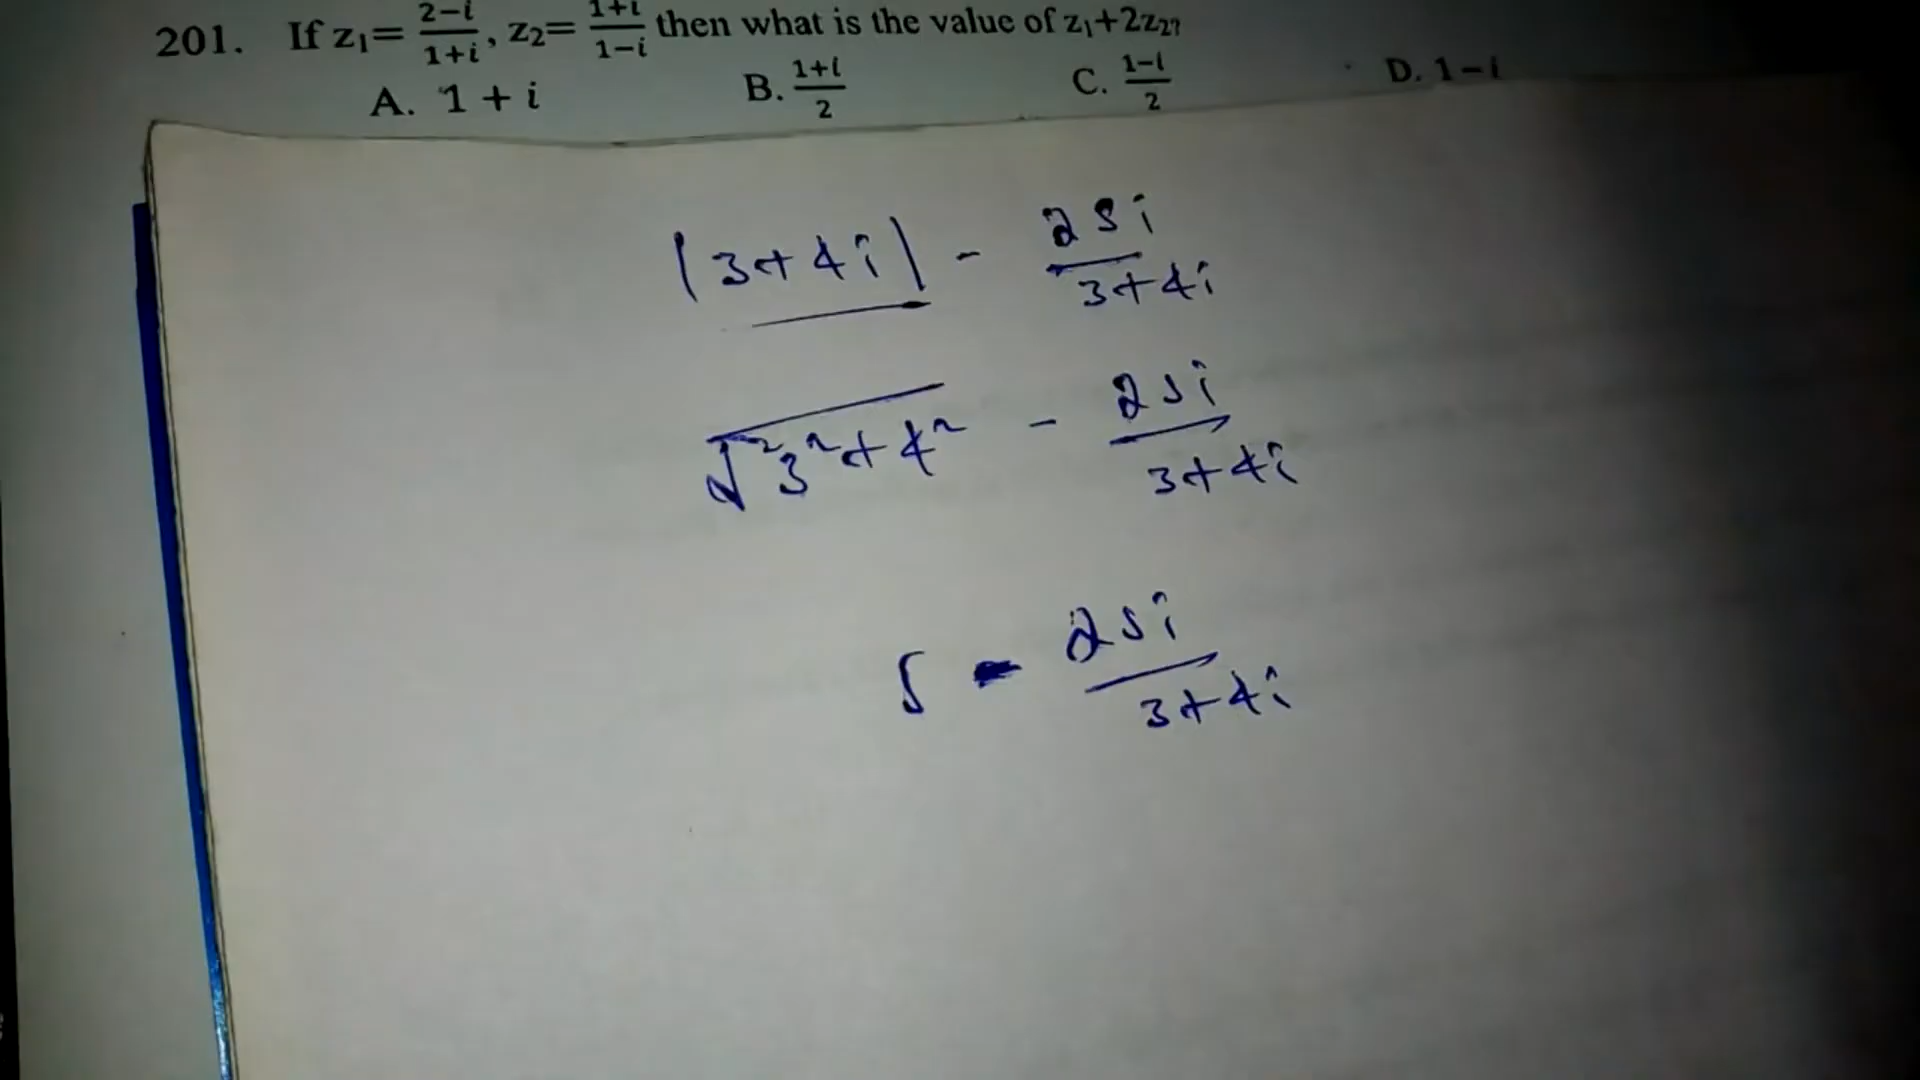 201. If z₁= (2−i)/(1+i), z₂= (1+i)/(1−i) then what is the value of z₁+2z₂?
A. 1 + i B. (1+i)/2 C. (1−i)/2 D. 1−i
|3+4i| - 25i/(3+4i)
√(3²+4²) - 25i/(3+4i)
5 - 25i/(3+4i)